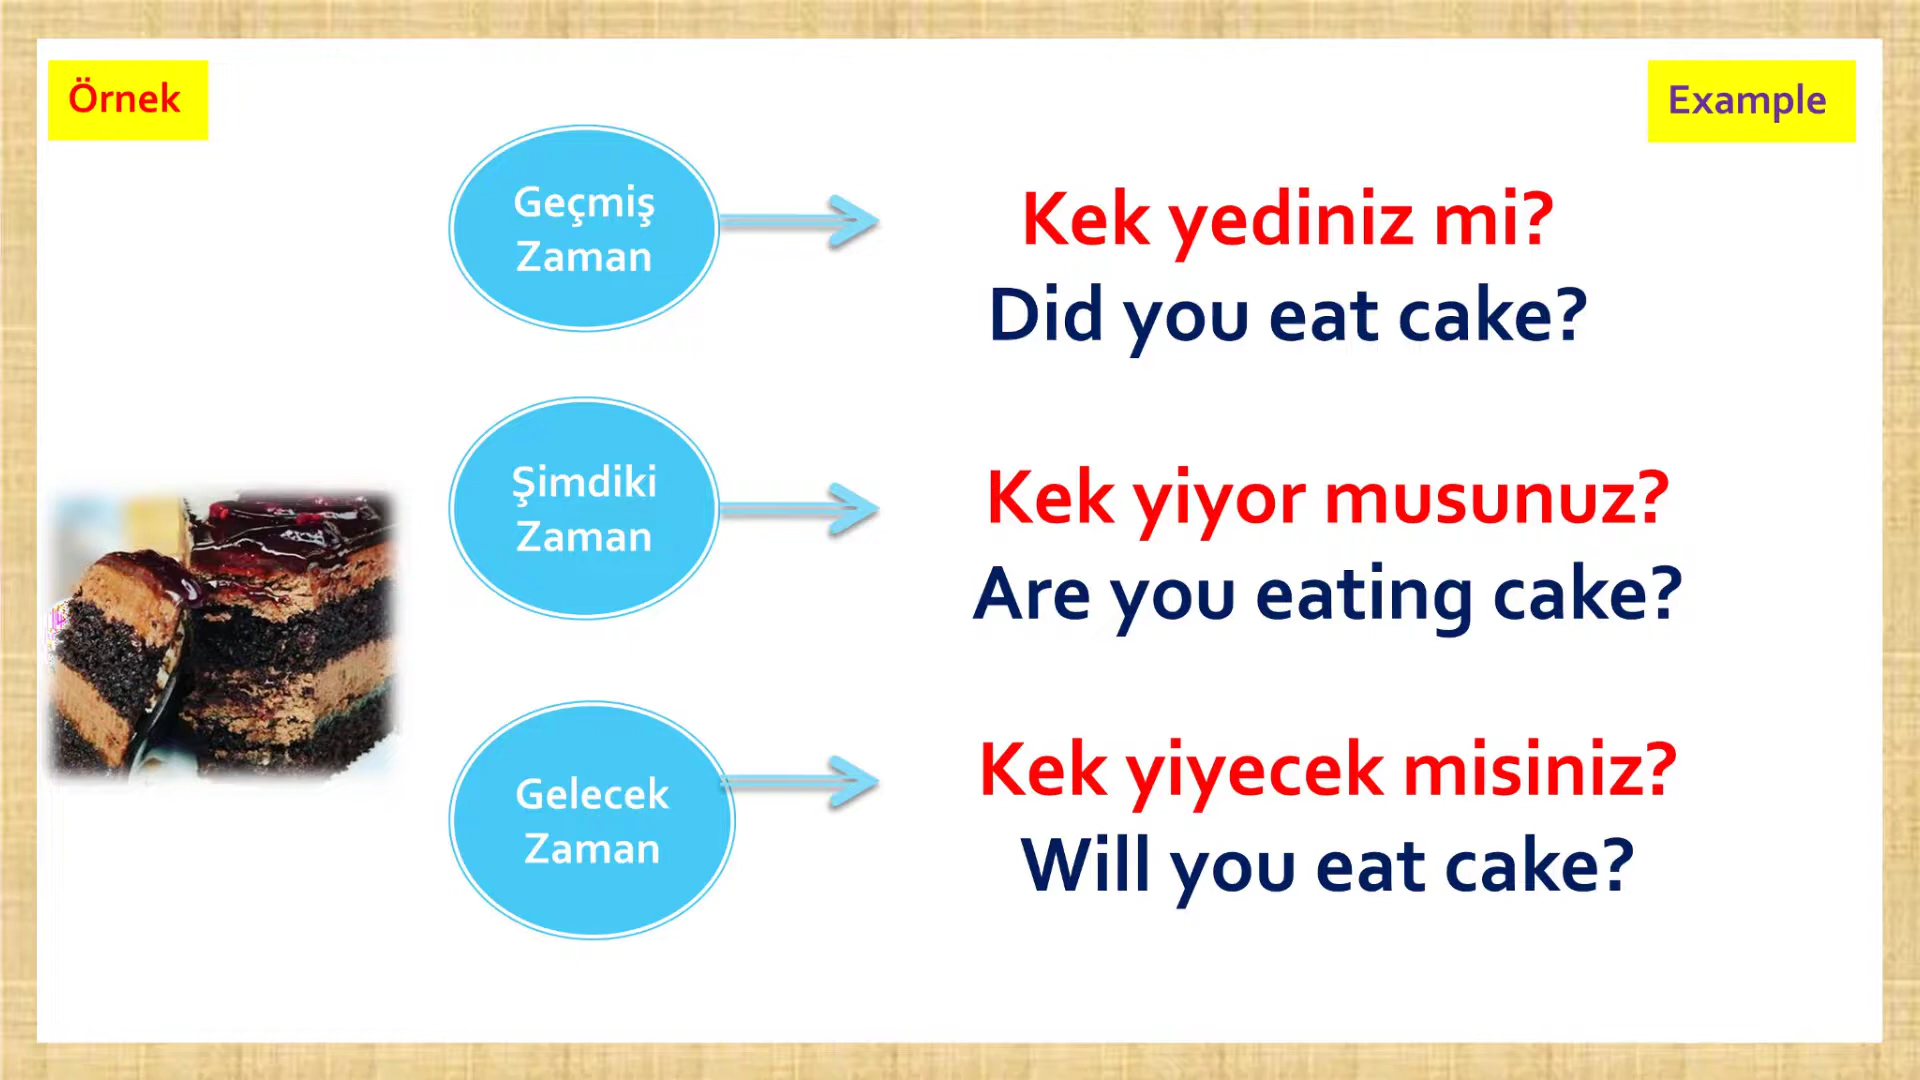 Örnek
Example
Geçmiş
Zaman
Kek yediniz mi?
Did you eat cake?
Şimdiki
Zaman
Kek yiyor musunuz?
Are you eating cake?
Gelecek
Zaman
Kek yiyecek misiniz?
Will you eat cake?